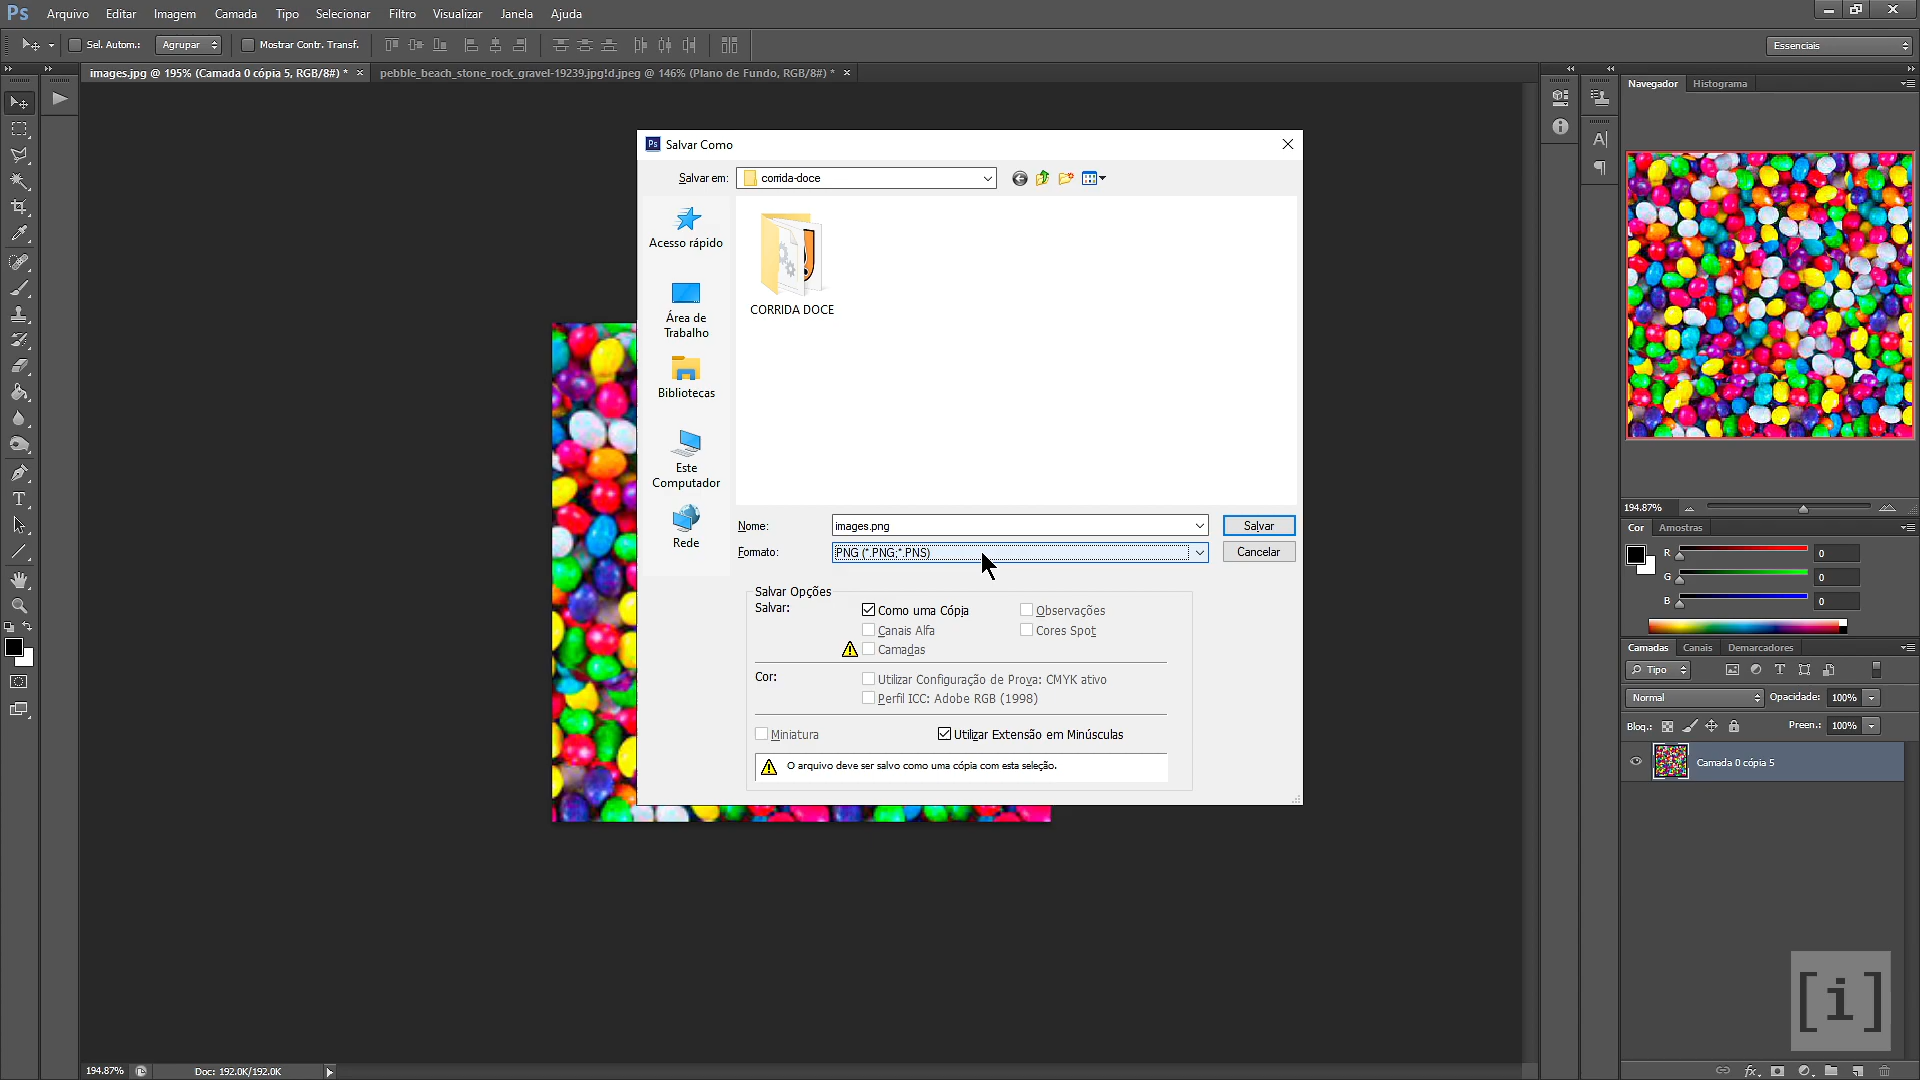 Ps Arquivo Editar Imagem Camada Tipo Selecionar Filtro Visualizar Janela Ajuda
Sel. Autom.: Agrupar Mostrar Contr. Transf. Essenciais
images.jpg @ 195% (Camada 0 cópia 5, RGB/8#) * × pebble_beach_stone_rock_gravel-19239.jpg!d.jpeg @ 146% (Plano de Fundo, RGB/8#) * ×
Navegador Histograma
Ps Salvar Como
Salvar em: corrida-doce
Acesso rápido
Área de
Trabalho
Bibliotecas
Este
Computador
Rede
CORRIDA DOCE
Nome: images.png Salvar
Formato: PNG (*.PNG;*.PNS) Cancelar
Salvar Opções
Salvar:
Como uma Cópia Observações
Canais Alfa Cores Spot
Camadas
Cor:
Utilizar Configuração de Prova: CMYK ativo
Perfil ICC: Adobe RGB (1998)
Miniatura Utilizar Extensão em Minúsculas
O arquivo deve ser salvo como uma cópia com esta seleção.
194.87%
Cor Amostras
R 0
G 0
B 0
Camadas Canais Demarcadores
Tipo
Normal Opacidade: 100%
Bloq.: Preen.: 100%
Camada 0 cópia 5
[i]
194.87% Doc: 192.0K/192.0K
fx